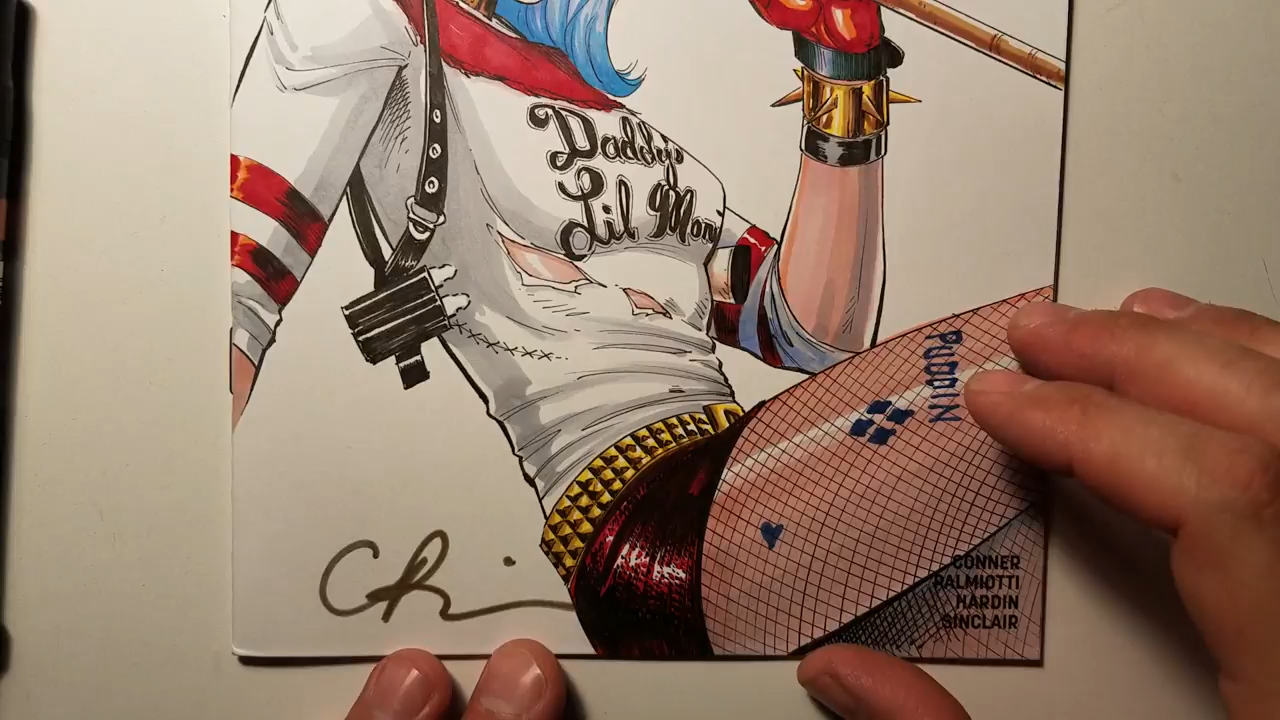 Daddy's
Lil Mon
PUDDIN
CONNER
PALMIOTTI
HARDIN
SINCLAIR